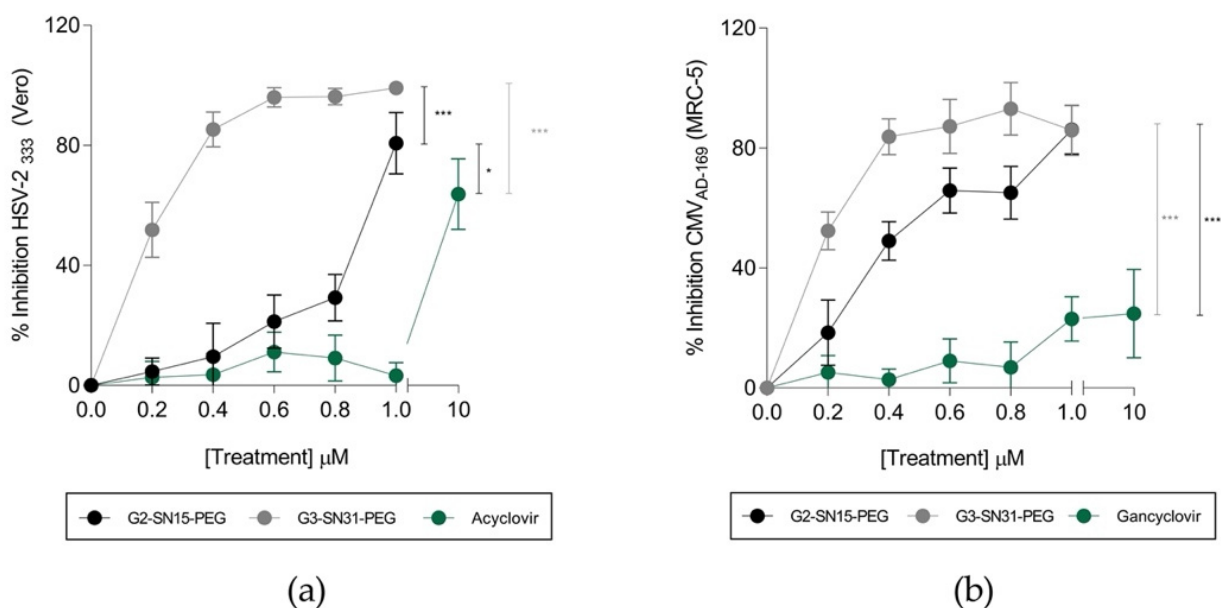 120
80
40
0
% Inhibition HSV-2 333 (Vero)
***
*
***
0.0 0.2 0.4 0.6 0.8 1.0 10
[Treatment] μM
G2-SN15-PEG G3-SN31-PEG Acyclovir
(a)
120
80
40
0
% Inhibition CMVAD-169 (MRC-5)
***
***
0.0 0.2 0.4 0.6 0.8 1.0 10
[Treatment] μM
G2-SN15-PEG G3-SN31-PEG Gancyclovir
(b)